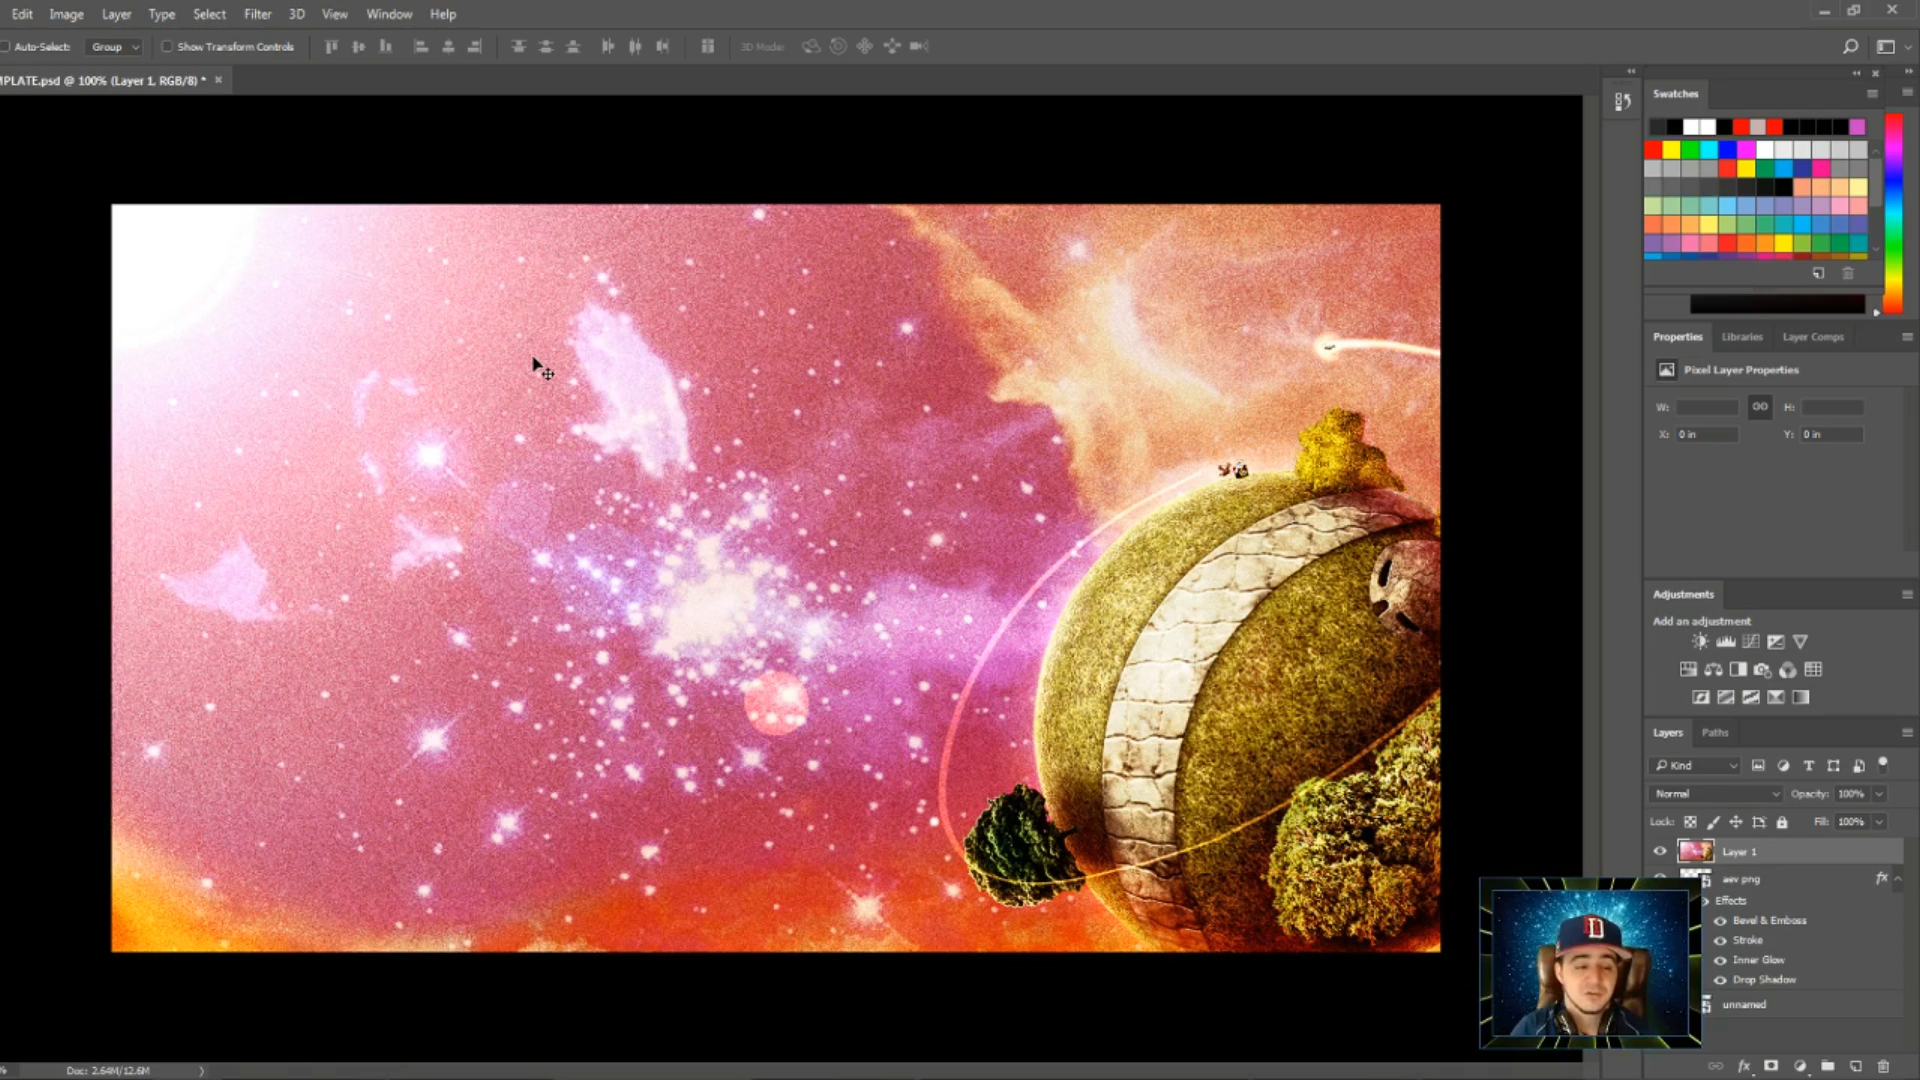 Edit Image Layer Type Select Filter 3D View Window Help
Auto-Select: Group Show Transform Controls 3D Mode:
MPLATE.psd @ 100% (Layer 1, RGB/8) *
Swatches
Properties Libraries Layer Comps
Pixel Layer Properties
W: H:
X: 0 in Y: 0 in
Adjustments
Add an adjustment
Layers Paths
Kind
Normal Opacity: 100%
Lock: Fill: 100%
Layer 1
aev png fx
Effects
Bevel & Emboss
Stroke
Inner Glow
Drop Shadow
unnamed
D
% Doc: 2.64M/12.6M
fx